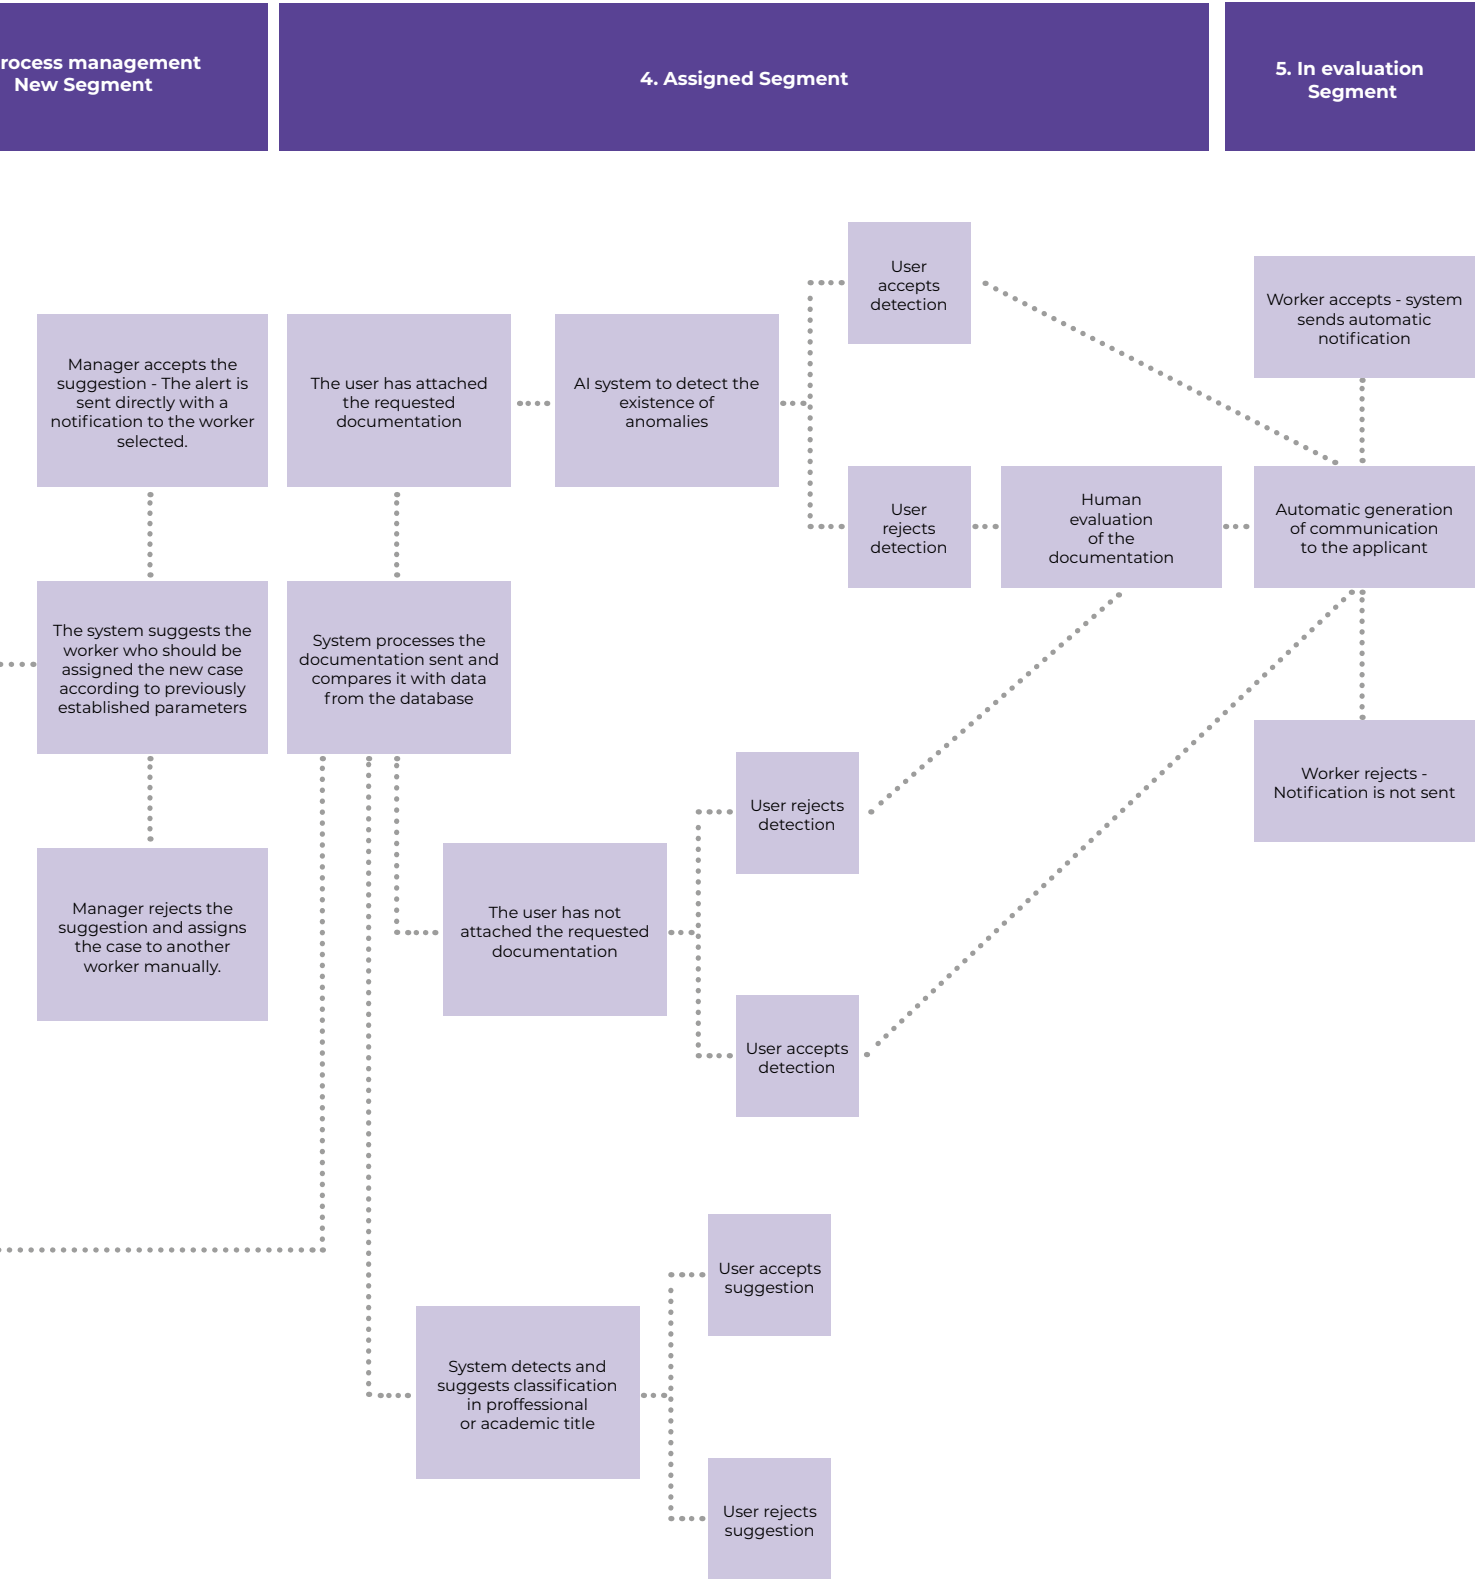 rocess management
New Segment
4. Assigned Segment
5. In evaluation
Segment
Manager accepts the
suggestion - The alert is
sent directly with a
notification to the worker
selected.
The system suggests the
worker who should be
assigned the new case
according to previously
established parameters
Manager rejects the
suggestion and assigns
the case to another
worker manually.
The user has attached
the requested
documentation
System processes the
documentation sent and
compares it with data
from the database
AI system to detect the
existence of
anomalies
User
accepts
detection
User
rejects
detection
Human
evaluation
of the
documentation
The user has not
attached the requested
documentation
User rejects
detection
User accepts
detection
System detects and
suggests classification
in proffessional
or academic title
User accepts
suggestion
User rejects
suggestion
Worker accepts - system
sends automatic
notification
Automatic generation
of communication
to the applicant
Worker rejects -
Notification is not sent